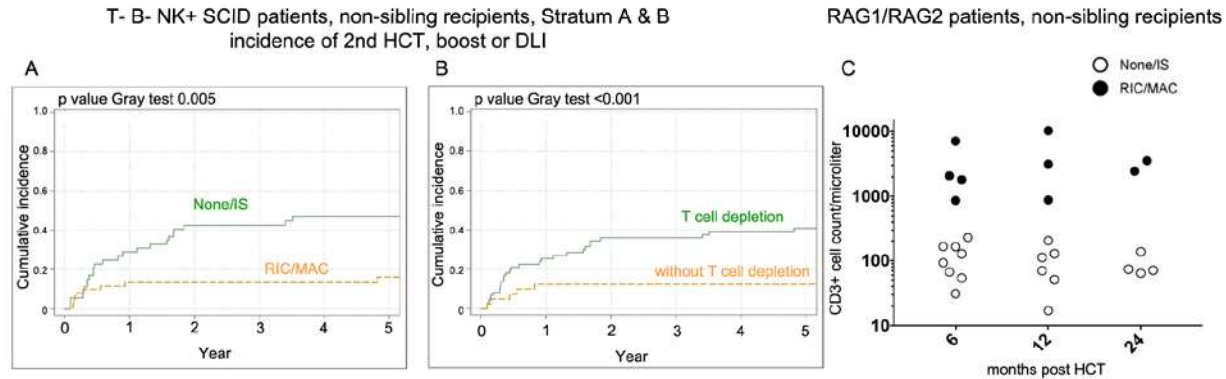 T- B- NK+ SCID patients, non-sibling recipients, Stratum A & B
incidence of 2nd HCT, boost or DLI
RAG1/RAG2 patients, non-sibling recipients
A
p value Gray test 0.005
Cumulative incidence
1.0
0.8
0.6
0.4
0.2
0
None/IS
RIC/MAC
0 1 2 3 4 5
Year
B
p value Gray test <0.001
Cumulative incidence
1.0
0.8
0.6
0.4
0.2
0
T cell depletion
without T cell depletion
0 1 2 3 4 5
Year
C
None/IS
RIC/MAC
CD3+ cell count/microliter
10000
1000
100
10
6 12 24
months post HCT